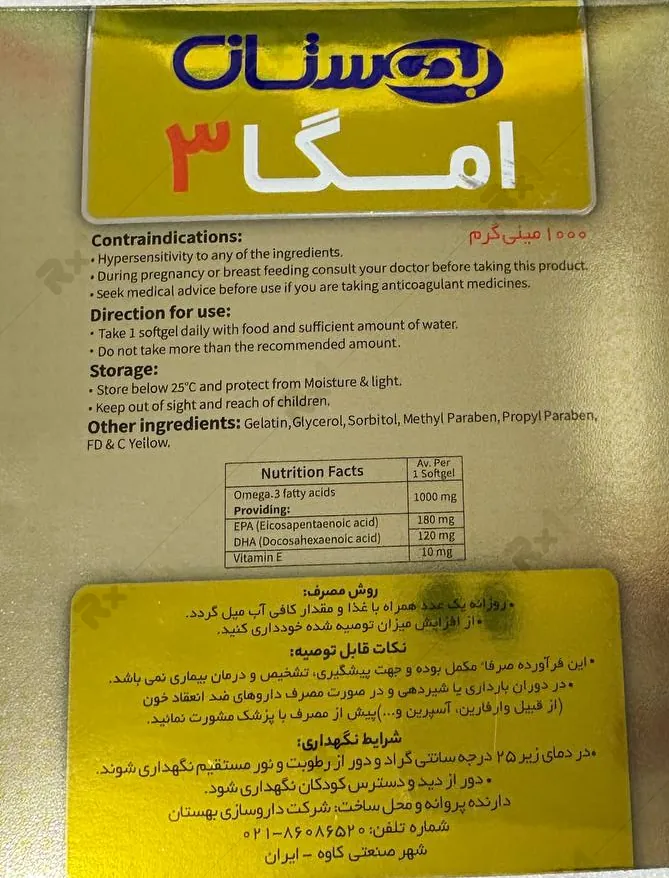 بهستان
امگا ۳
۱۰۰۰ میلی گرم
Contraindications:
• Hypersensitivity to any of the ingredients.
• During pregnancy or breast feeding consult your doctor before taking this product.
• Seek medical advice before use if you are taking anticoagulant medicines.
Direction for use:
• Take 1 softgel daily with food and sufficient amount of water.
• Do not take more than the recommended amount.
Storage:
• Store below 25°C and protect from Moisture & light.
• Keep out of sight and reach of children.
Other ingredients: Gelatin, Glycerol, Sorbitol, Methyl Paraben, Propyl Paraben,
FD & C Yeilow.
Nutrition Facts Av. Per 1 Softgel
Omega.3 fatty acids 1000 mg
Providing:
EPA (Eicosapentaenoic acid) 180 mg
DHA (Docosahexaenoic acid) 120 mg
Vitamin E 10 mg
روش مصرف:
•روزانه یک عدد همراه با غذا و مقدار کافی آب میل گردد.
•از افزایش میزان توصیه شده خودداری کنید.
نکات قابل توصیه:
•این فرآورده صرفاً مکمل بوده و جهت پیشگیری، تشخیص و درمان بیماری نمی باشد.
•در دوران بارداری یا شیردهی و در صورت مصرف داروهای ضد انعقاد خون
(از قبیل وارفارین، آسپرین و...)پیش از مصرف با پزشک مشورت نمائید.
شرایط نگهداری:
•در دمای زیر ۲۵ درجه سانتی گراد و دور از رطوبت و نور مستقیم نگهداری شوند.
•دور از دید و دسترس کودکان نگهداری شود.
دارنده پروانه و محل ساخت: شرکت داروسازی بهستان
شماره تلفن: ۸۶۰۸۶۵۲۰-۰۲۱
شهر صنعتی کاوه - ایران